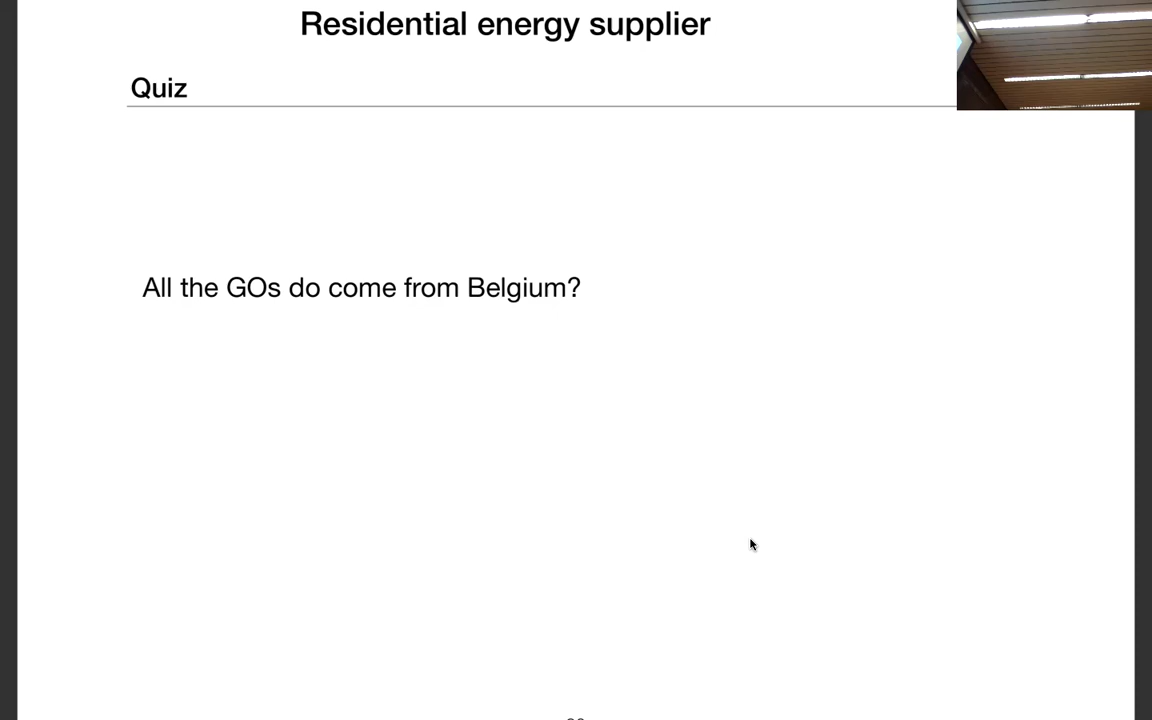 Residential energy supplier
Quiz
All the GOs do come from Belgium?